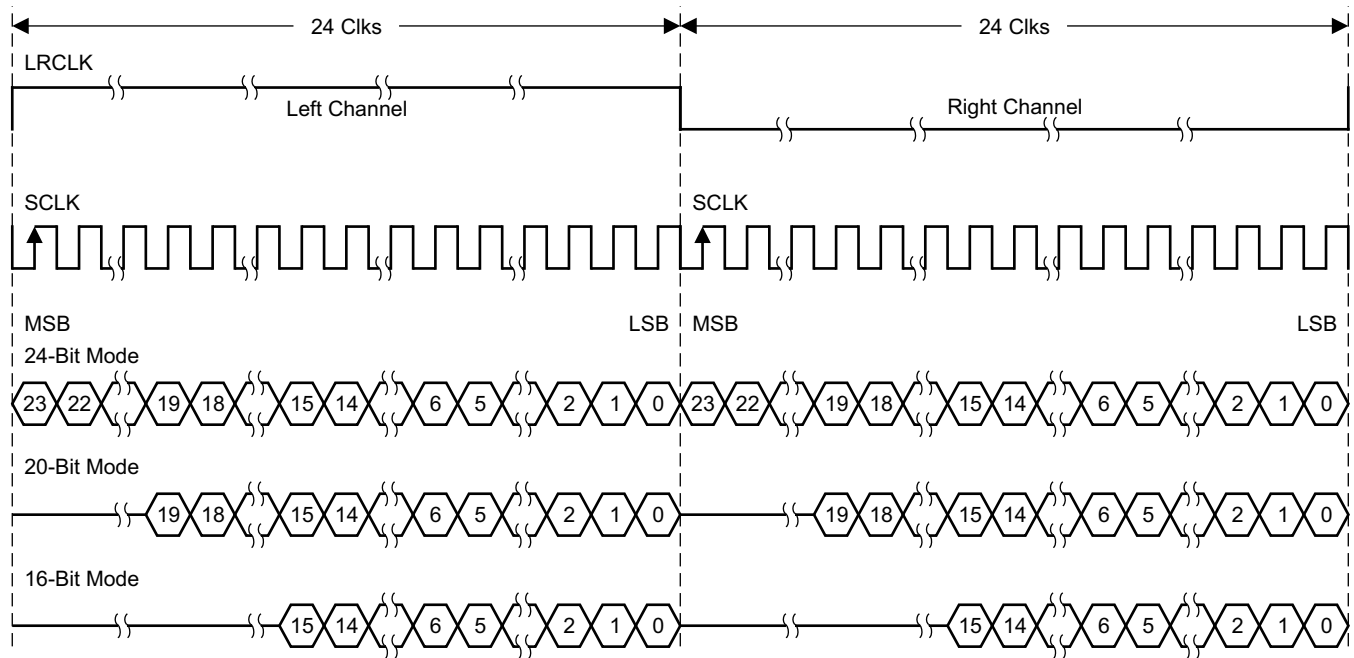 24 Clks 24 Clks
LRCLK
Left Channel Right Channel
SCLK SCLK
MSB LSB MSB LSB
24-Bit Mode
23 22 19 18 15 14 6 5 2 1 0 23 22 19 18 15 14 6 5 2 1 0
20-Bit Mode
19 18 15 14 6 5 2 1 0 19 18 15 14 6 5 2 1 0
16-Bit Mode
15 14 6 5 2 1 0 15 14 6 5 2 1 0